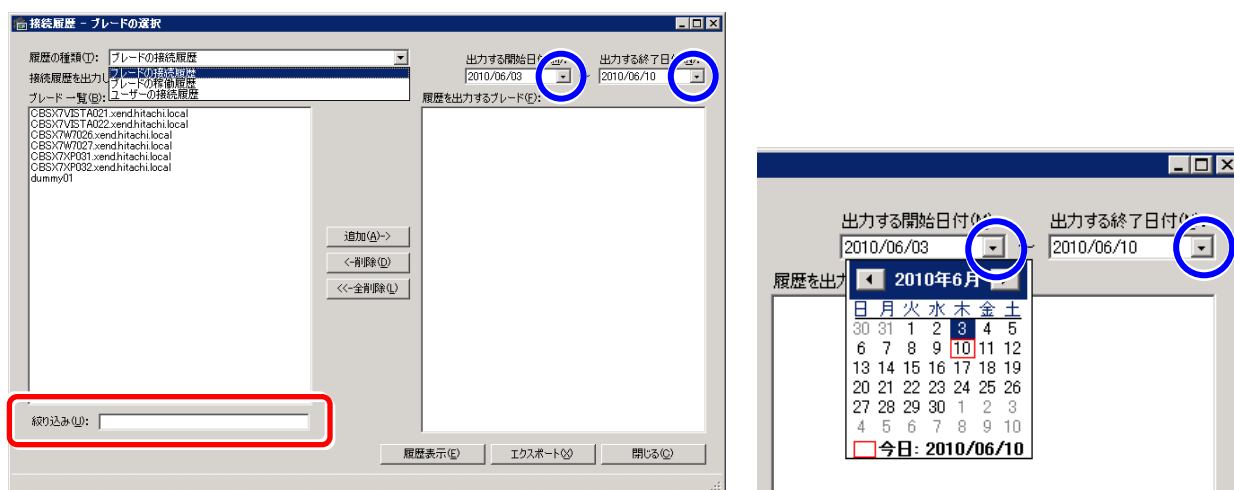 接続履歴 - ブレードの選択
履歴の種類(T): ブレードの接続履歴
ブレードの接続履歴
ブレードの稼働履歴
ユーザーの接続履歴
接続履歴を出力し
出力する開始日付
出力する終了日付
2010/06/03 ~ 2010/06/10
ブレード一覧(B):
履歴を出力するブレード(F):
CBSX7VISTA021.xend.hitachi.local
CBSX7VISTA022.xend.hitachi.local
CBSX7W7026.xend.hitachi.local
CBSX7W7027.xend.hitachi.local
CBSX7XP031.xend.hitachi.local
CBSX7XP032.xend.hitachi.local
dummy01
追加(A)->
<-削除(D)
<<-全削除(L)
絞り込み(U):
履歴表示(E)
エクスポート(X)
閉じる(C)
出力する開始日付
出力する終了日付
2010/06/03 ~ 2010/06/10
履歴を出力
2010年6月
日 月 火 水 木 金 土
30 31 1 2 3 4 5
6 7 8 9 10 11 12
13 14 15 16 17 18 19
20 21 22 23 24 25 26
27 28 29 30 1 2 3
4 5 6 7 8 9 10
今日: 2010/06/10